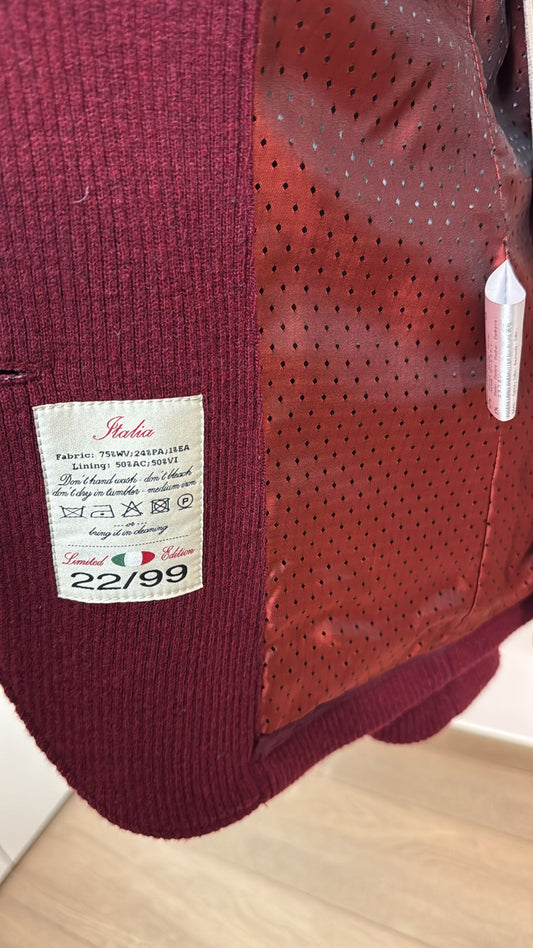 Italia
Fabric: 75%WV;24%PA;1%EA
Lining: 50%AC;50%VI
Don't hand wash - don't bleach
don't dry in tumbler - medium iron
P
or
bring it in cleaning
Limited Edition
22/99